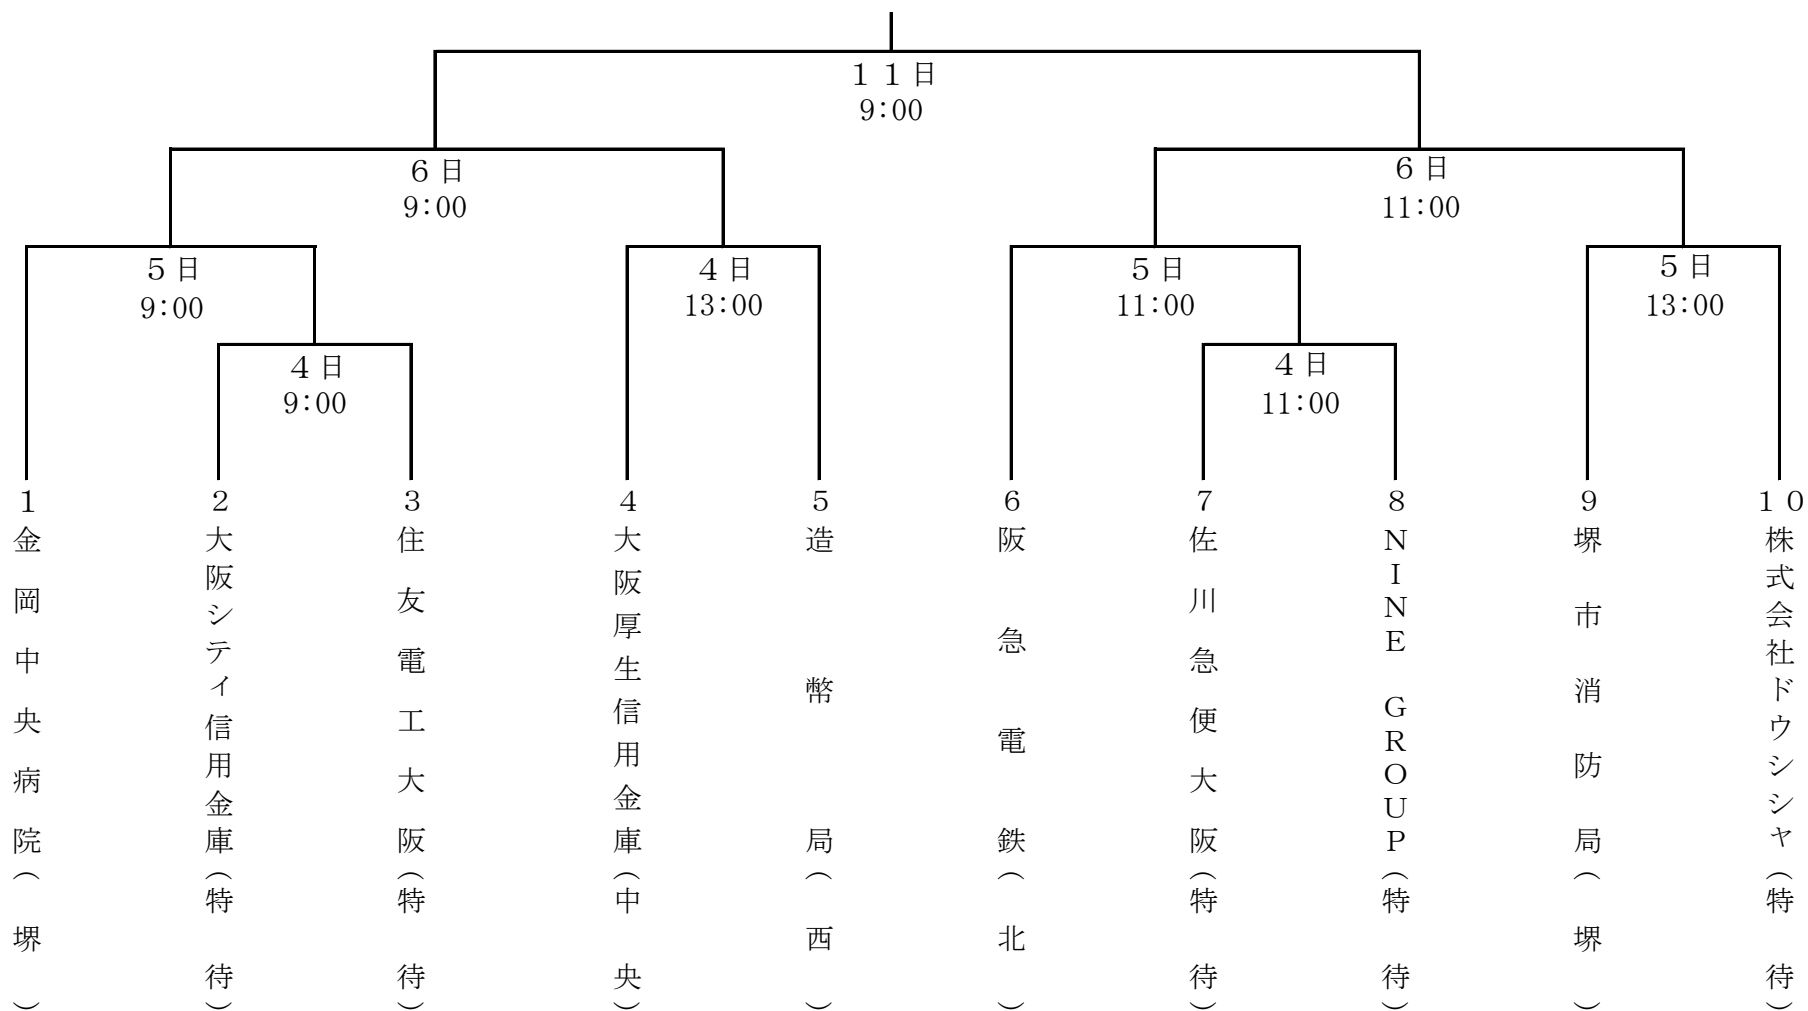 １１日
9:00
６日
9:00
６日
11:00
５日
9:00
４日
13:00
５日
11:00
５日
13:00
４日
9:00
４日
11:00
１
金岡中央病院（堺）
２
大阪シティ信用金庫（特待）
３
住友電工大阪（特待）
４
大阪厚生信用金庫（中央）
５
造幣局（西）
６
阪急電鉄（北）
７
佐川急便大阪（特待）
８
ＮＩＮＥ　ＧＲＯＵＰ（特待）
９
堺市消防局（堺）
１０
株式会社ドウシシャ（特待）